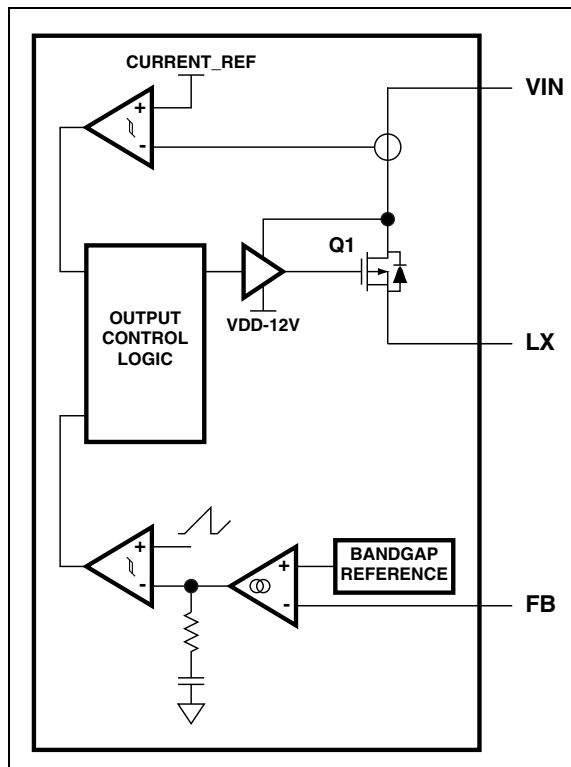 CURRENT_REF
VIN
+
-
Q1
VDD-12V
OUTPUT
CONTROL
LOGIC
LX
+
-
+
-
BANDGAP
REFERENCE
FB